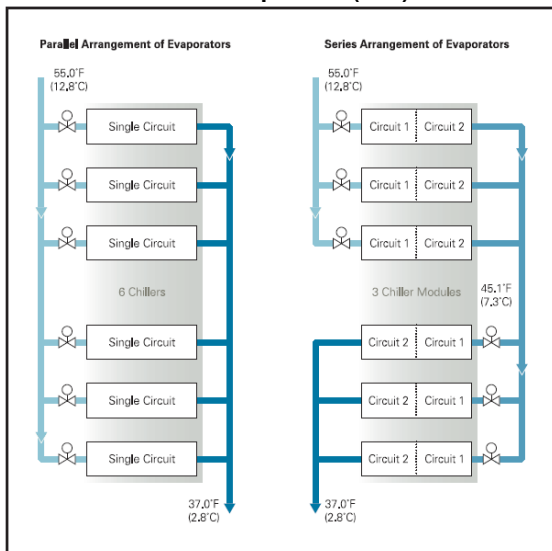 Parallel Arrangement of Evaporators
55.0°F
(12.8°C)
Single Circuit
Single Circuit
Single Circuit
6 Chillers
Single Circuit
Single Circuit
Single Circuit
37.0°F
(2.8°C)
Series Arrangement of Evaporators
55.0°F
(12.8°C)
Circuit 1 Circuit 2
Circuit 1 Circuit 2
Circuit 1 Circuit 2
3 Chiller Modules
45.1°F
(7.3°C)
Circuit 2 Circuit 1
Circuit 2 Circuit 1
Circuit 2 Circuit 1
37.0°F
(2.8°C)